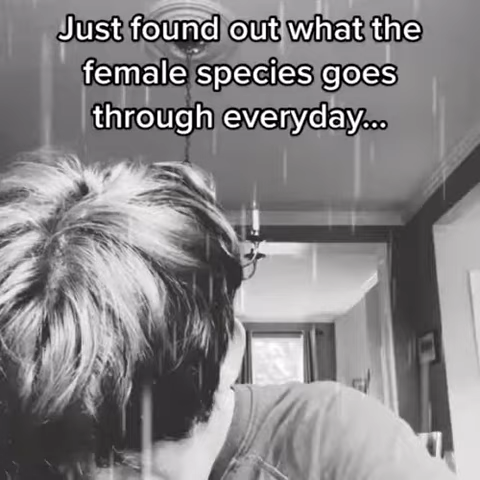 Just found out what the
female species goes
through everyday...